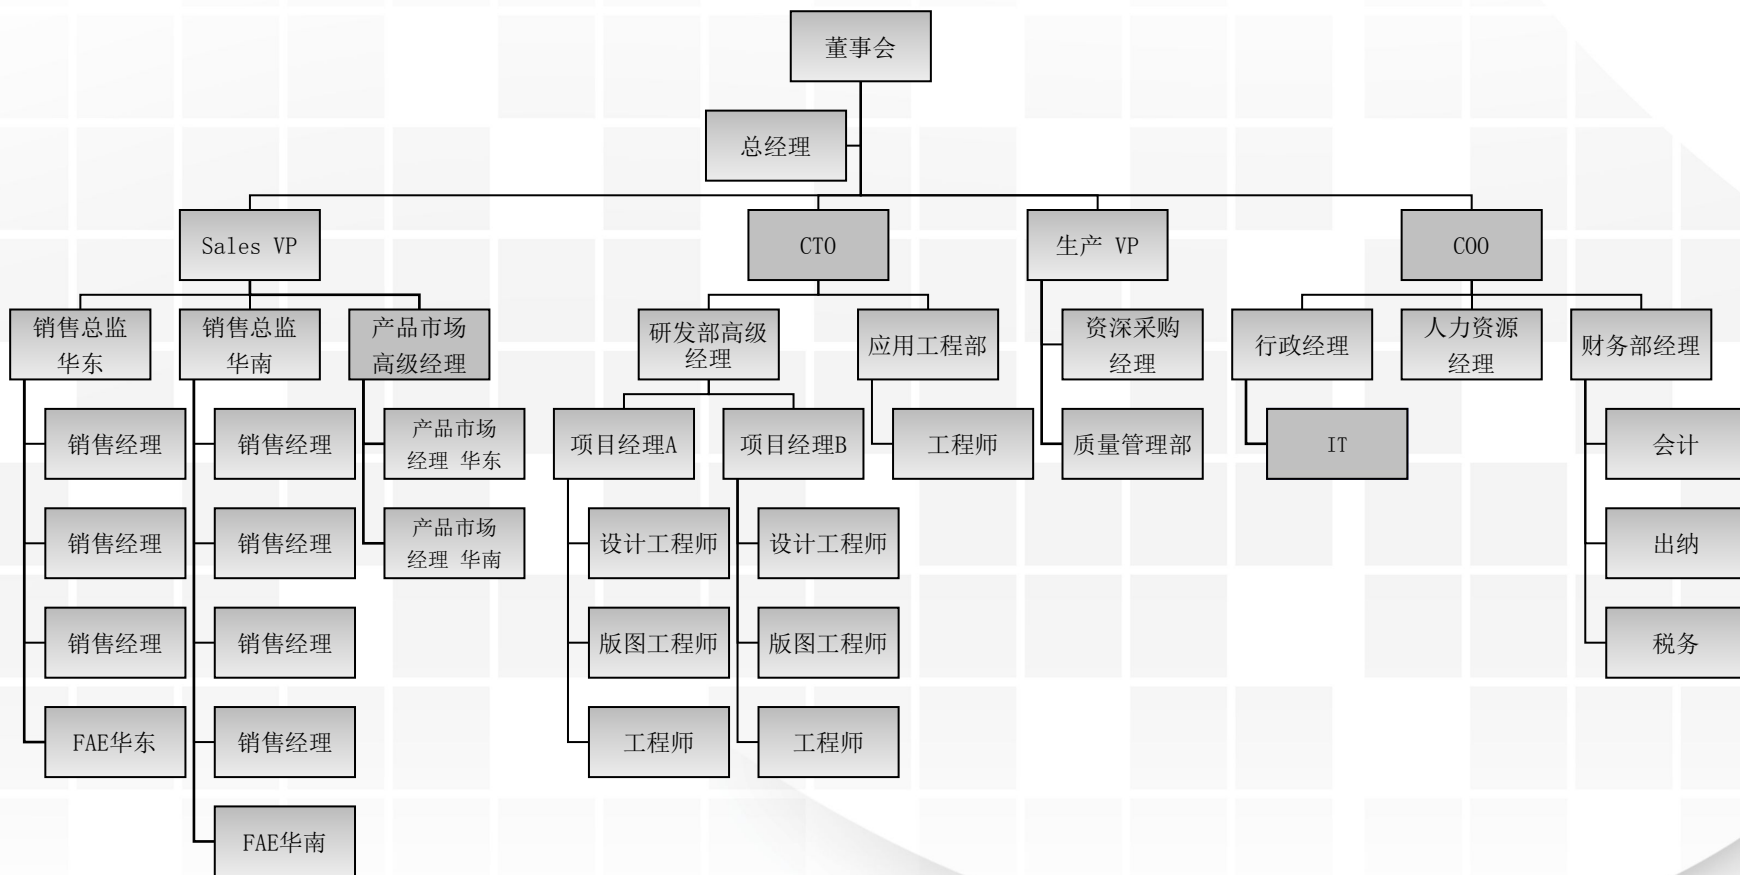 董事会
总经理
Sales VP
CTO
生产 VP
COO
销售总监
华东
销售总监
华南
产品市场
高级经理
研发部高级
经理
应用工程部
资深采购
经理
行政经理
人力资源
经理
财务部经理
销售经理
销售经理
产品市场
经理 华东
项目经理A
项目经理B
工程师
质量管理部
IT
会计
销售经理
销售经理
产品市场
经理 华南
设计工程师
设计工程师
出纳
销售经理
销售经理
版图工程师
版图工程师
税务
FAE华东
销售经理
工程师
工程师
FAE华南